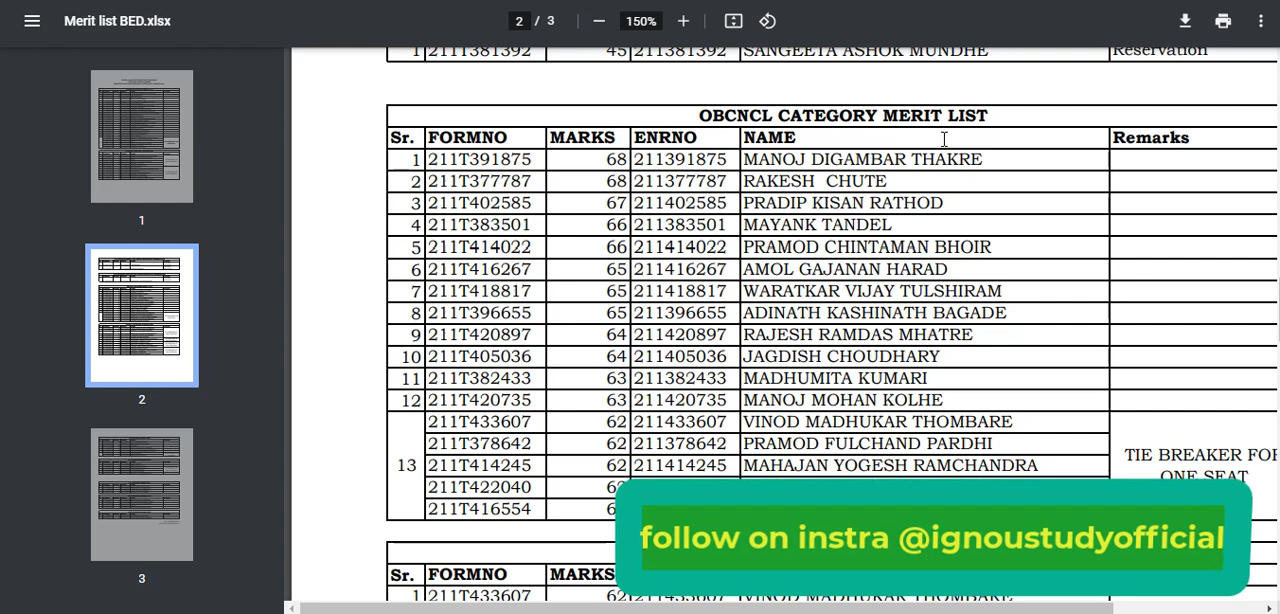 Merit list BED.xlsx 2 / 3 150%
1 211T381392 45 211381392 SANGEETA ASHOK MUNDHE Reservation
OBCNCL CATEGORY MERIT LIST
Sr. FORMNO MARKS ENRNO NAME Remarks
1 211T391875 68 211391875 MANOJ DIGAMBAR THAKRE
2 211T377787 68 211377787 RAKESH CHUTE
3 211T402585 67 211402585 PRADIP KISAN RATHOD
4 211T383501 66 211383501 MAYANK TANDEL
5 211T414022 66 211414022 PRAMOD CHINTAMAN BHOIR
6 211T416267 65 211416267 AMOL GAJANAN HARAD
7 211T418817 65 211418817 WARATKAR VIJAY TULSHIRAM
8 211T396655 65 211396655 ADINATH KASHINATH BAGADE
9 211T420897 64 211420897 RAJESH RAMDAS MHATRE
10 211T405036 64 211405036 JAGDISH CHOUDHARY
11 211T382433 63 211382433 MADHUMITA KUMARI
12 211T420735 63 211420735 MANOJ MOHAN KOLHE
211T433607 62 211433607 VINOD MADHUKAR THOMBARE
211T378642 62 211378642 PRAMOD FULCHAND PARDHI
13 211T414245 62 211414245 MAHAJAN YOGESH RAMCHANDRA TIE BREAKER FOR
211T422040 ONE SEAT
211T416554
follow on instra @ignoustudyofficial
Sr. FORMNO MARKS
1 211T433607 62 211433607 VINOD MADHUKAR THOMBARE
1
2
3